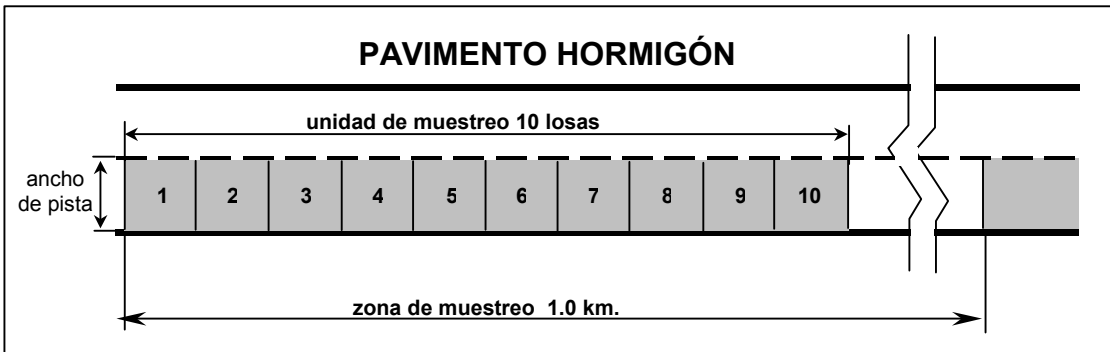 PAVIMENTO HORMIGÓN
unidad de muestreo 10 losas
ancho
de pista
1 2 3 4 5 6 7 8 9 10
zona de muestreo 1.0 km.